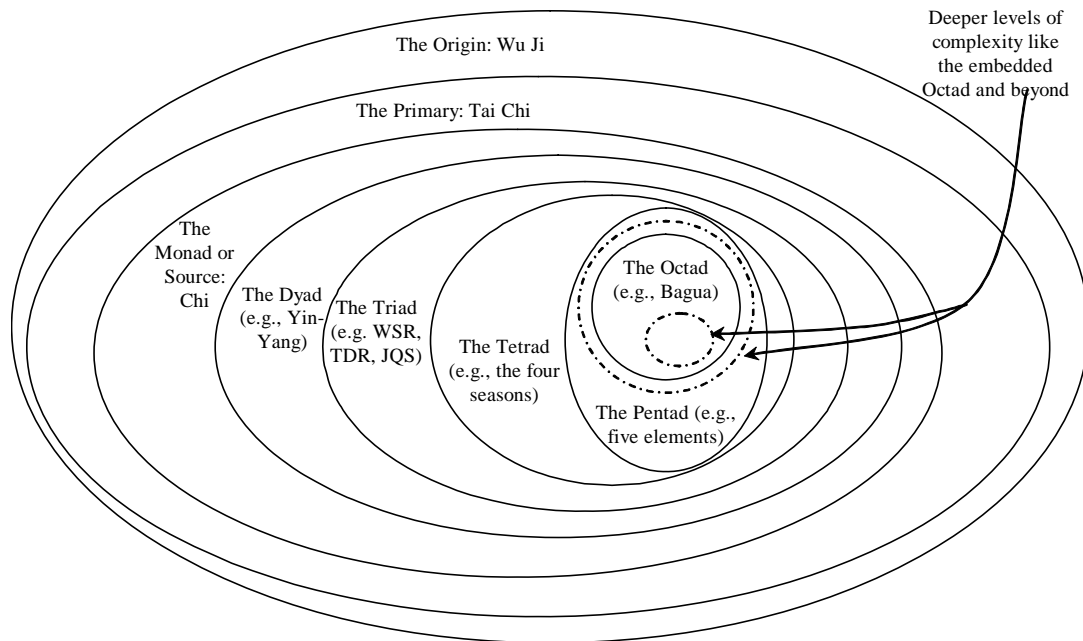 The Origin: Wu Ji
Deeper levels of
complexity like
the embedded
Octad and beyond
The Primary: Tai Chi
The
Monad or
Source:
Chi
The Dyad
(e.g., Yin-
Yang)
The Triad
(e.g. WSR,
TDR, JQS)
The Tetrad
(e.g., the four
seasons)
The Octad
(e.g., Bagua)
The Pentad (e.g.,
five elements)